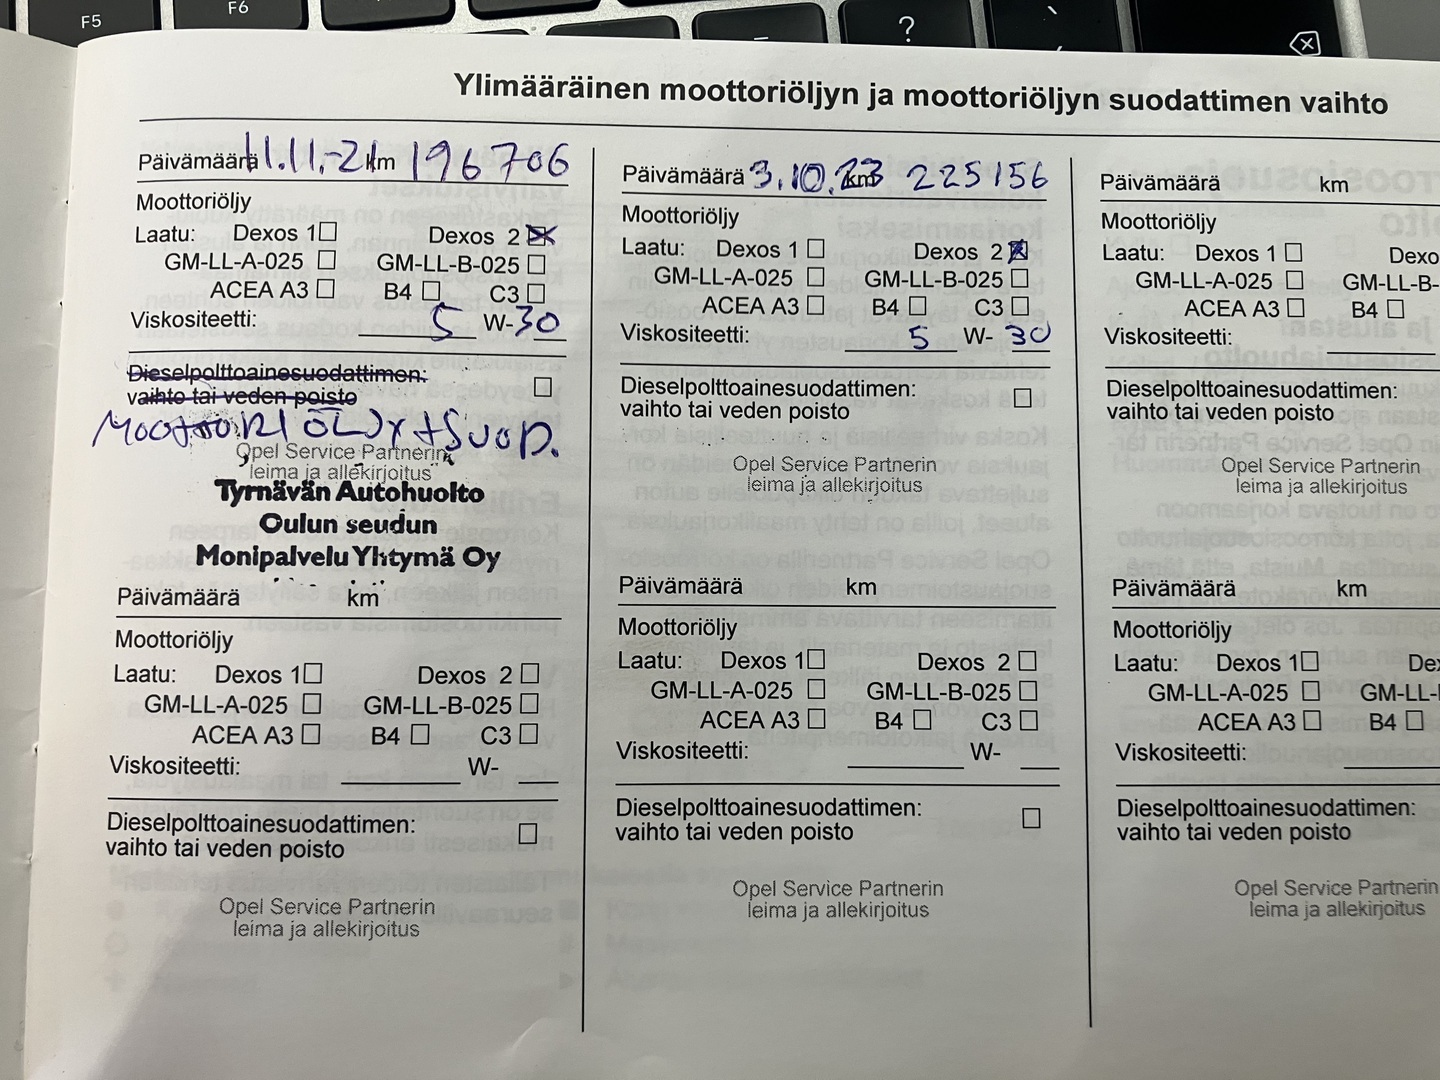 F5
F6
?
Ylimääräinen moottoriöljyn ja moottoriöljyn suodattimen vaihto
Päivämäärä 11.11.-21 km 196706
Moottoriöljy
Laatu: Dexos 1 Dexos 2
GM-LL-A-025 GM-LL-B-025
ACEA A3 B4 C3
Viskositeetti: 5 W-30
Dieselpolttoainesuodattimen:
vaihto tai veden poisto
MOOTTORIÖLJY + SUOD.
Opel Service Partnerin
leima ja allekirjoitus
Tyrnävän Autohuolto
Oulun seudun
Monipalvelu Yhtymä Oy
Päivämäärä km
Moottoriöljy
Laatu: Dexos 1 Dexos 2
GM-LL-A-025 GM-LL-B-025
ACEA A3 B4 C3
Viskositeetti: W-
Dieselpolttoainesuodattimen:
vaihto tai veden poisto
Opel Service Partnerin
leima ja allekirjoitus
Päivämäärä 3.10.23 km 225156
Moottoriöljy
Laatu: Dexos 1 Dexos 2
GM-LL-A-025 GM-LL-B-025
ACEA A3 B4 C3
Viskositeetti: 5 W- 30
Dieselpolttoainesuodattimen:
vaihto tai veden poisto
Opel Service Partnerin
leima ja allekirjoitus
Päivämäärä km
Moottoriöljy
Laatu: Dexos 1 Dexos 2
GM-LL-A-025 GM-LL-B-025
ACEA A3 B4 C3
Viskositeetti: W-
Dieselpolttoainesuodattimen:
vaihto tai veden poisto
Opel Service Partnerin
leima ja allekirjoitus
Päivämäärä km
Moottoriöljy
Laatu: Dexos 1 Dexo
GM-LL-A-025 GM-LL-B-
ACEA A3 B4
Viskositeetti:
Dieselpolttoainesuodattimen:
vaihto tai veden poisto
Opel Service Partnerin
leima ja allekirjoitus
Päivämäärä km
Moottoriöljy
Laatu: Dexos 1 De
GM-LL-A-025 GM-LL-
ACEA A3 B4
Viskositeetti:
Dieselpolttoainesuodattimen:
vaihto tai veden poisto
Opel Service Partnerin
leima ja allekirjoitus